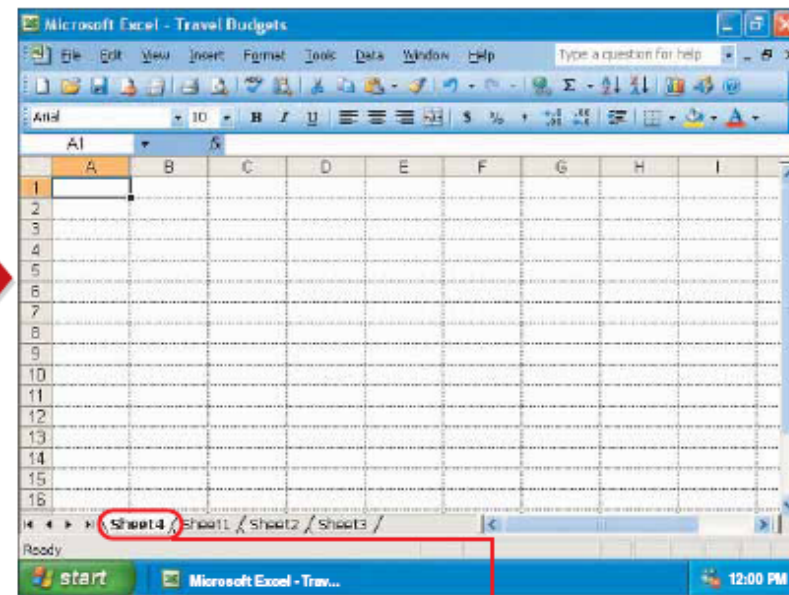 Microsoft Excel - Travel Budgets
File Edit View Insert Format Tools Data Window Help Type a question for help
Arial 10 B I U $ % ,
A1 fx
A B C D E F G H I
1
2
3
4
5
6
7
8
9
10
11
12
13
14
15
16
Sheet4 / Sheet1 / Sheet2 / Sheet3 /
Ready
start Microsoft Excel - Trav... 12:00 PM